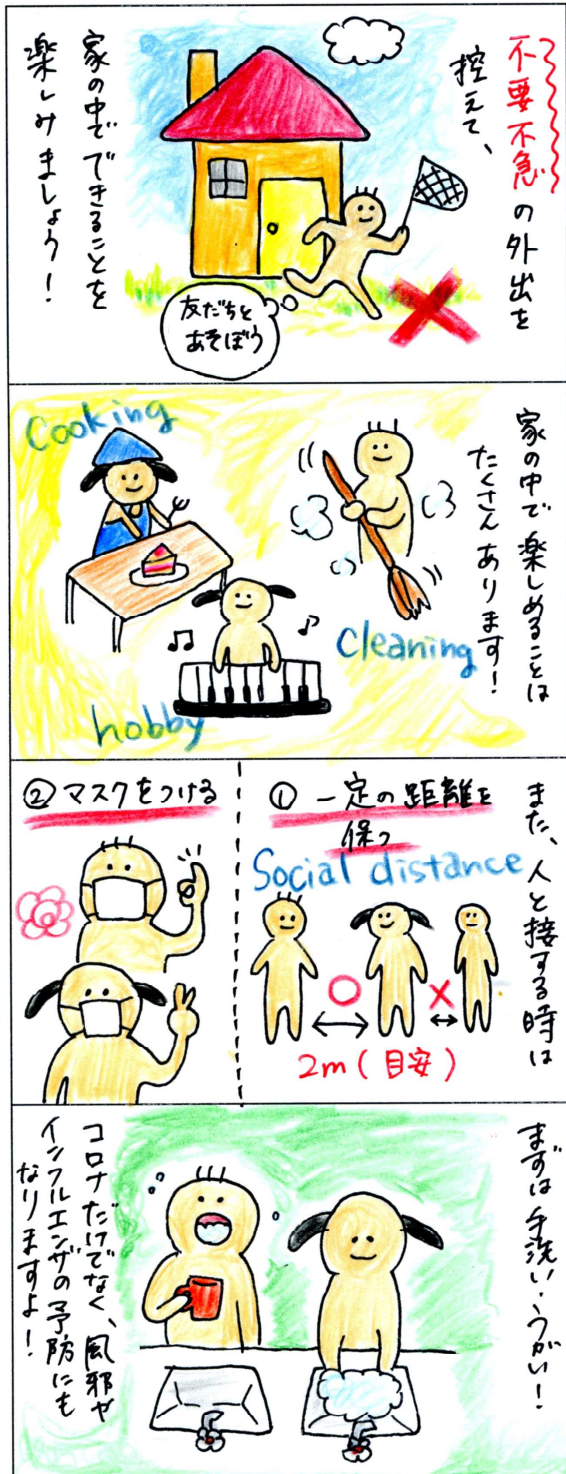 不要不急の外出を
控えて、
家の中でできることを
楽しみましょう！
友だちと
あそぼう
家の中で楽しめることは
たくさんあります！
Cooking
cleaning
hobby
また、人と接する時は
① 一定の距離を
保つ
Social distance
2m（目安）
② マスクをつける
まずは手洗い・うがい！
コロナだけでなく、風邪や
インフルエンザの予防にも
なりますよ！